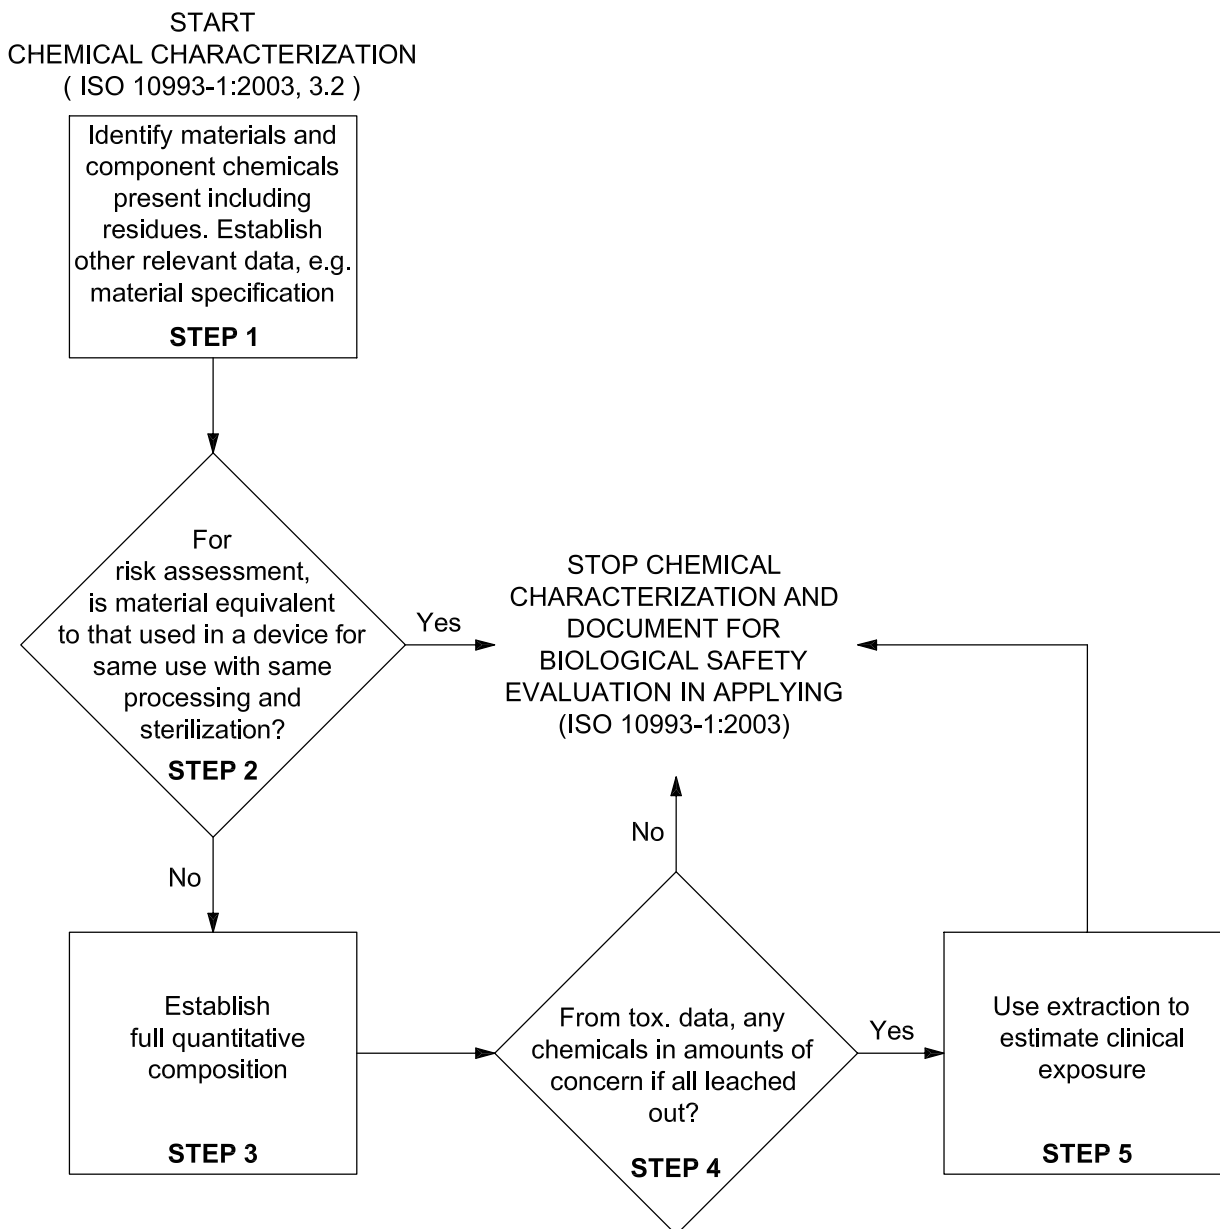 START
CHEMICAL CHARACTERIZATION
( ISO 10993-1:2003, 3.2 )
Identify materials and
component chemicals
present including
residues. Establish
other relevant data, e.g.
material specification
STEP 1
For
risk assessment,
is material equivalent
to that used in a device for
same use with same
processing and
sterilization?
STEP 2
Yes
STOP CHEMICAL
CHARACTERIZATION AND
DOCUMENT FOR
BIOLOGICAL SAFETY
EVALUATION IN APPLYING
(ISO 10993-1:2003)
No
No
Establish
full quantitative
composition
STEP 3
From tox. data, any
chemicals in amounts of
concern if all leached
out?
STEP 4
Yes
Use extraction to
estimate clinical
exposure
STEP 5